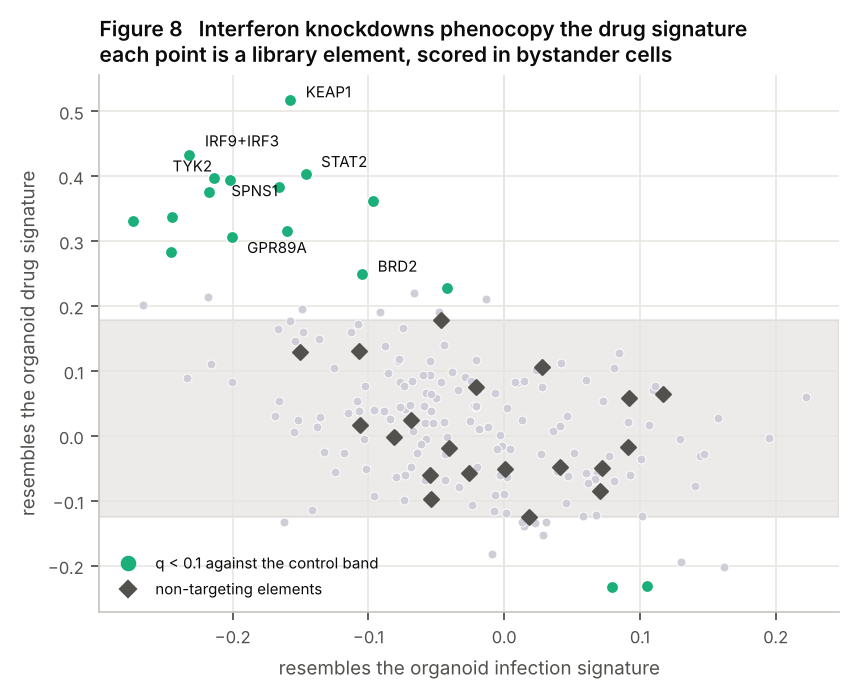 Figure 8 Interferon knockdowns phenocopy the drug signature
each point is a library element, scored in bystander cells
KEAP1
IRF9+IRF3
TYK2
STAT2
SPNS1
GPR89A
BRD2
0.5
0.4
0.3
0.2
0.1
0.0
−0.1
−0.2
resembles the organoid drug signature
q < 0.1 against the control band
non-targeting elements
−0.2
−0.1
0.0
0.1
0.2
resembles the organoid infection signature